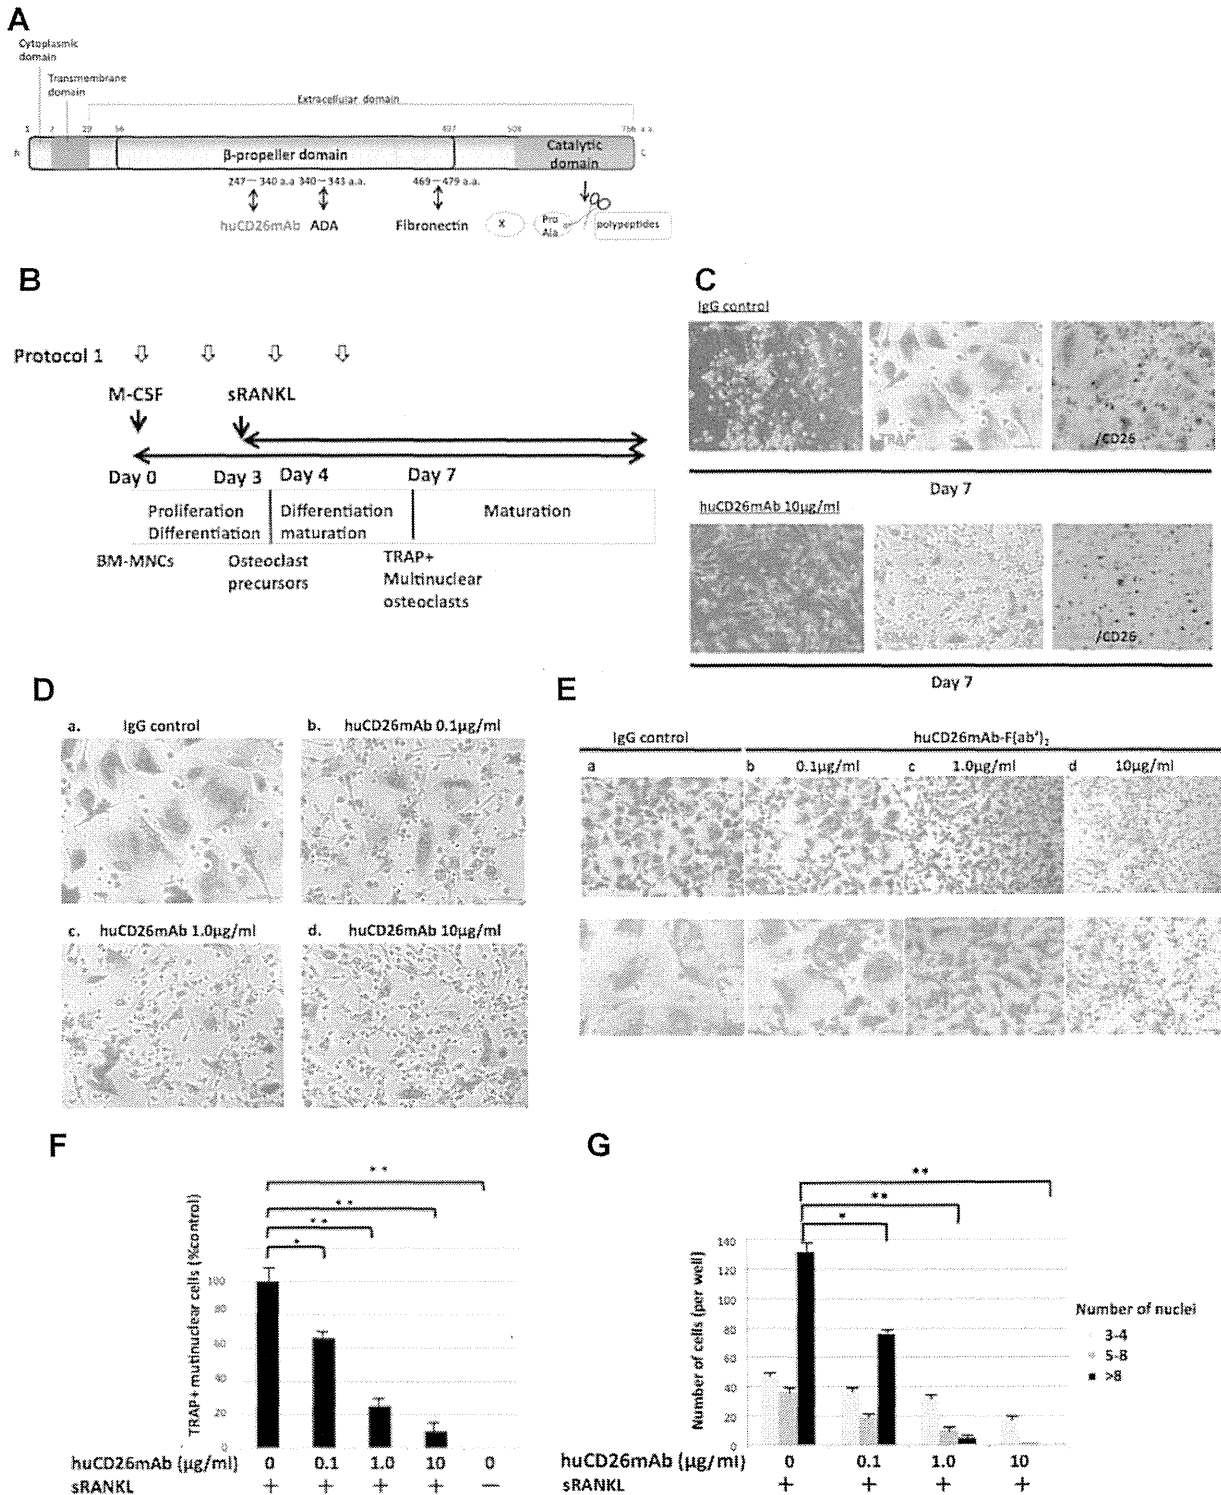 A
Cytoplasmic
domain
Transmembrane
domain
Extracellular domain
1 2 29 56 497 508 766 a.a.
N β-propeller domain Catalytic C
domain
247−340 a.a 340−343 a.a. 469−479 a.a.
huCD26mAb ADA Fibronectin X Pro polypeptides
Ala
B
Protocol 1
M-CSF sRANKL
Day 0 Day 3 Day 4 Day 7
Proliferation Differentiation Maturation
Differentiation maturation
BM-MNCs Osteoclast TRAP+
precursors Multinuclear
osteoclasts
C
IgG control
TRAP /CD26
Day 7
huCD26mAb 10µg/ml
TRAP /CD26
Day 7
D
a. IgG control b. huCD26mAb 0.1µg/ml
c. huCD26mAb 1.0µg/ml d. huCD26mAb 10µg/ml
E
IgG control huCD26mAb-F(ab')2
a b 0.1µg/ml c 1.0µg/ml d 10µg/ml
F
** 
**
**
*
TRAP+ mutinuclear cells (%control)
100
80
60
40
20
0
huCD26mAb (µg/ml) 0 0.1 1.0 10 0
sRANKL + + + + −
G
**
**
*
Number of cells (per well)
140
120
100
80
60
40
20
0
Number of nuclei
3-4
5-8
>8
huCD26mAb (µg/ml) 0 0.1 1.0 10
sRANKL + + + +